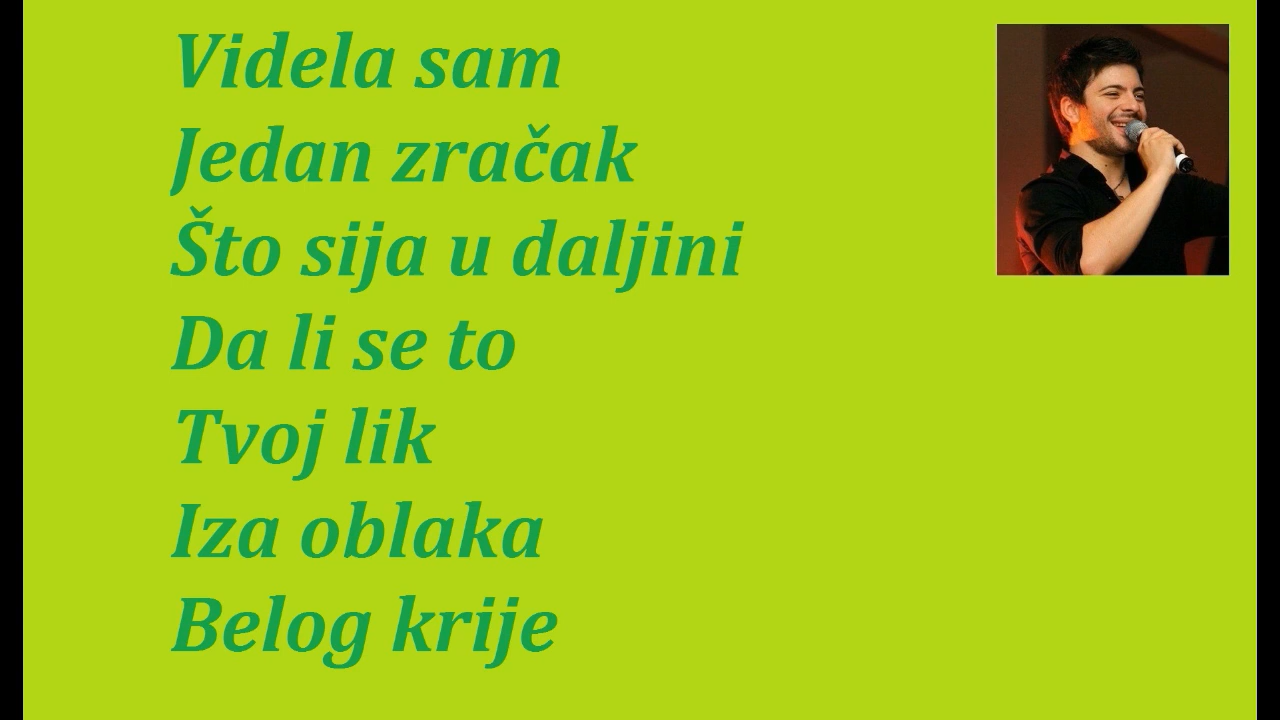 Videla sam
Jedan zračak
Što sija u daljini
Da li se to
Tvoj lik
Iza oblaka
Belog krije